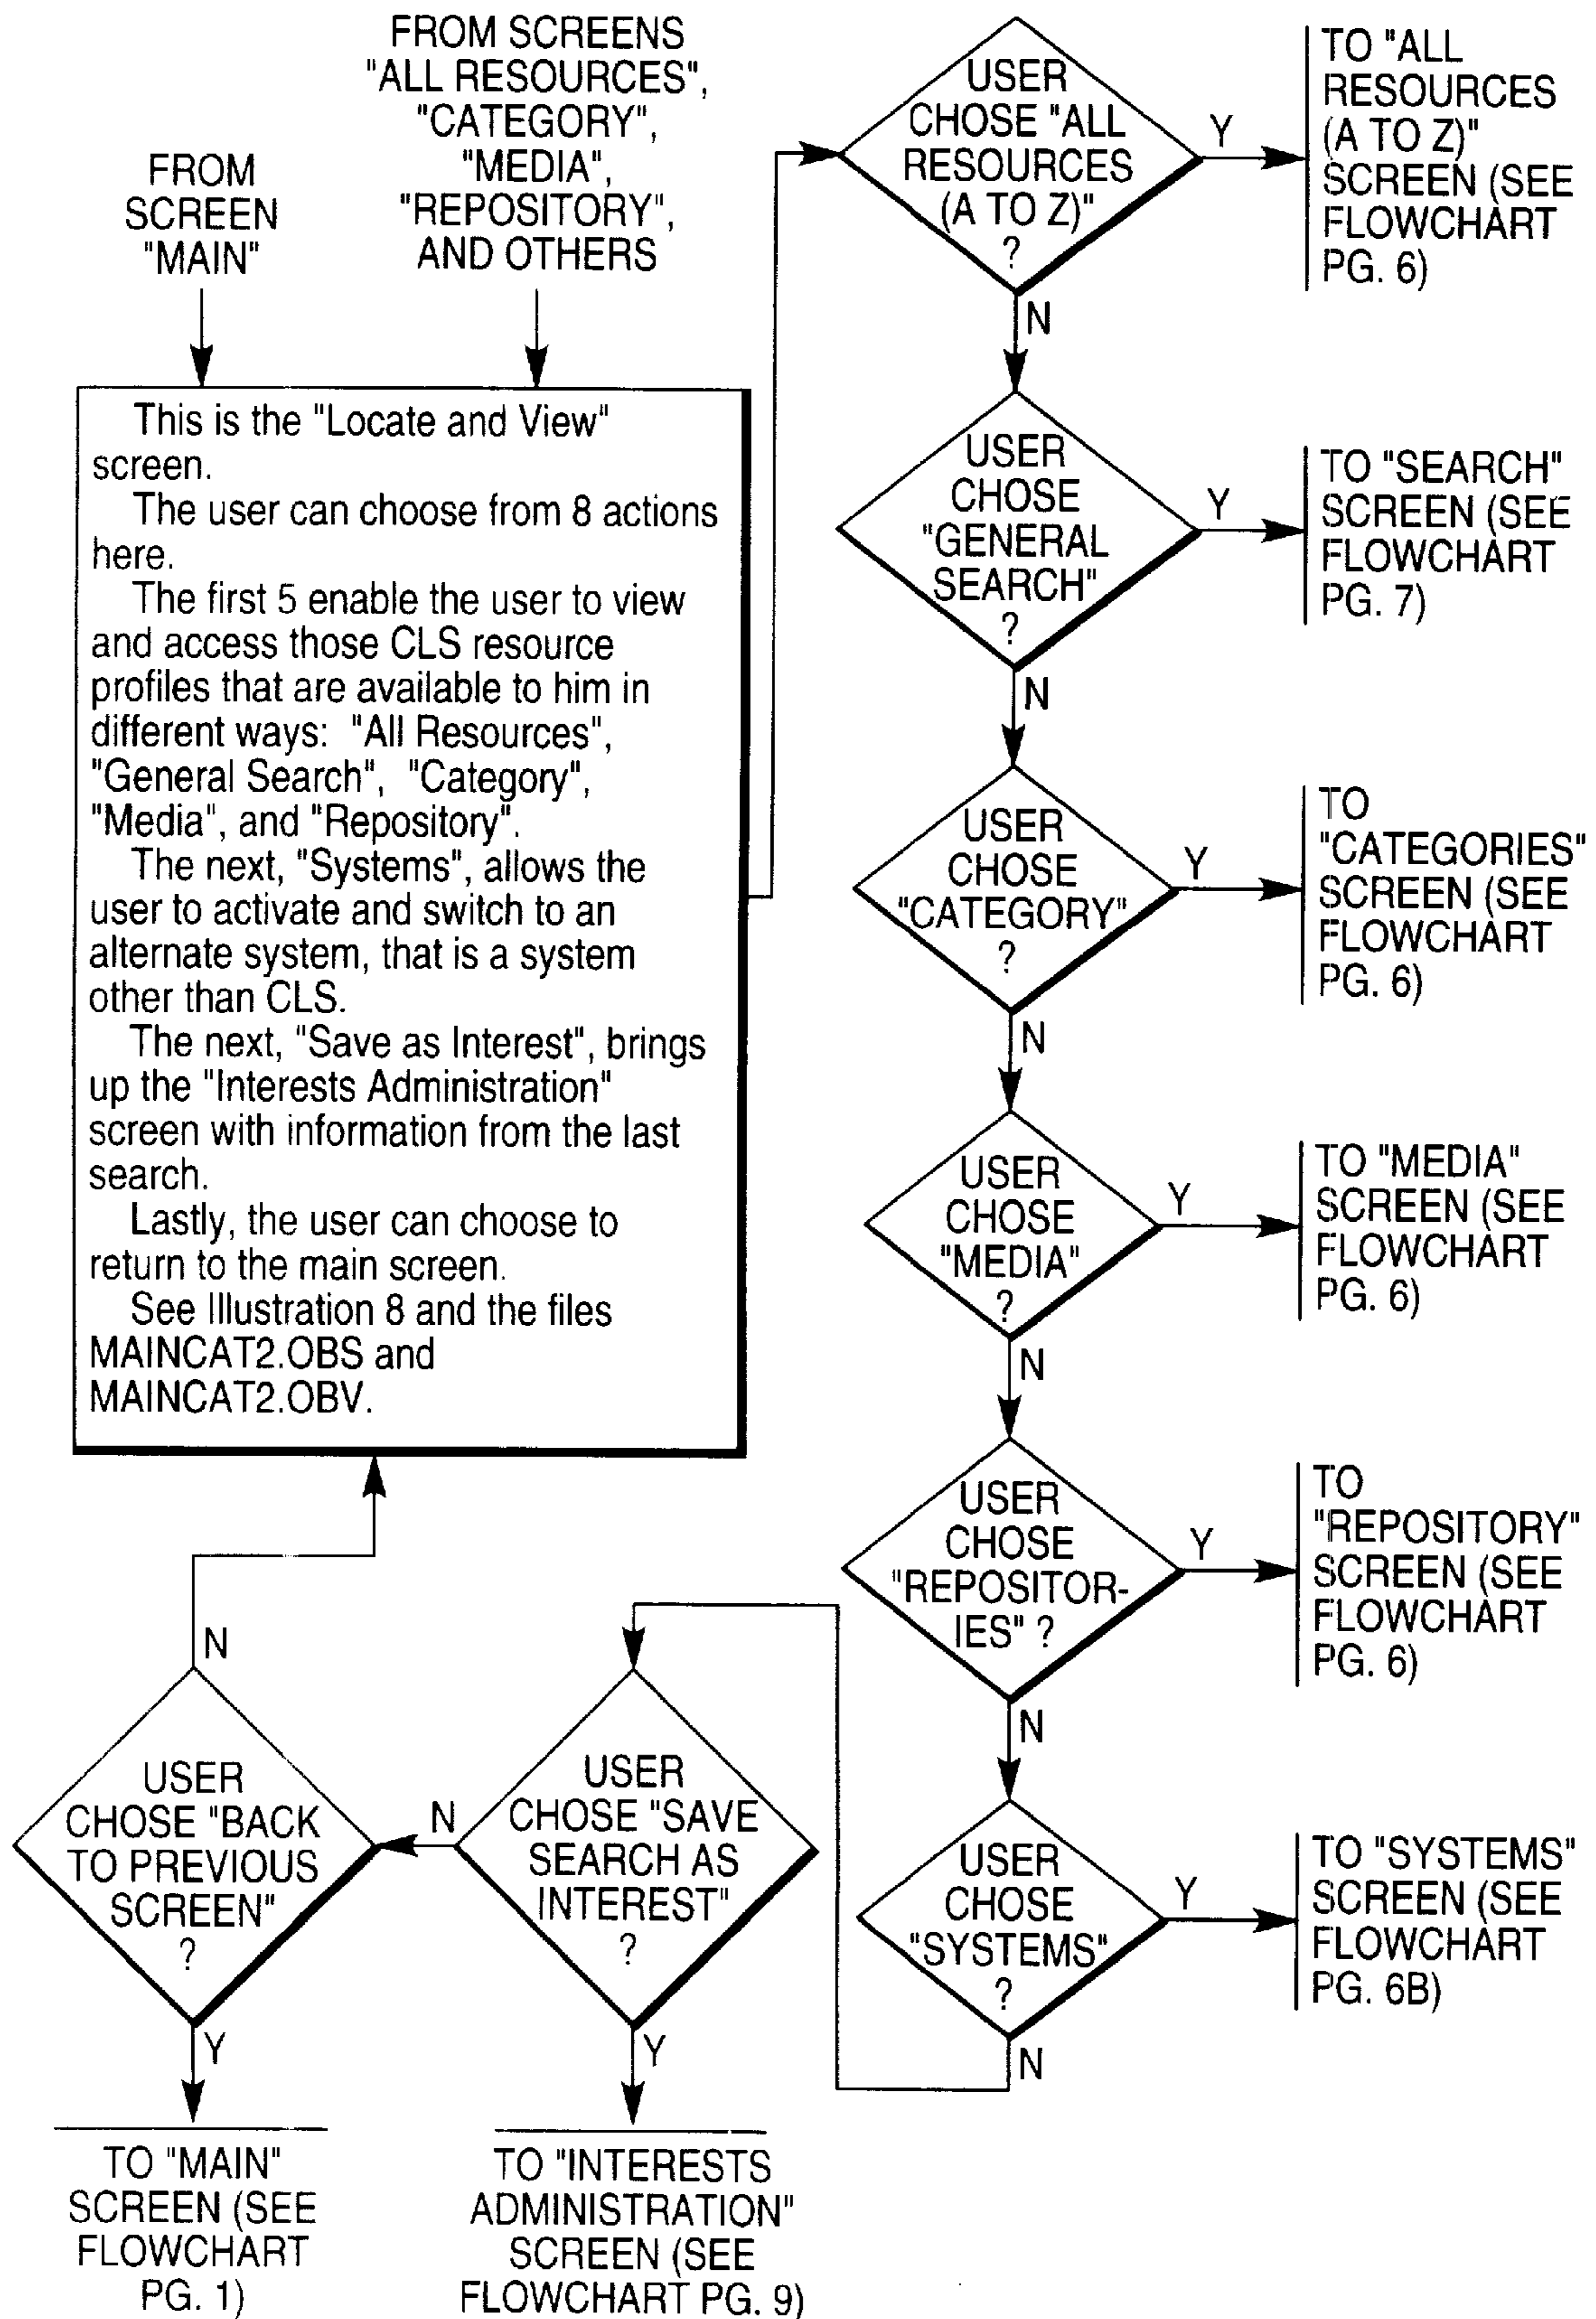 FROM
SCREEN
"MAIN"
FROM SCREENS
"ALL RESOURCES",
"CATEGORY",
"MEDIA",
"REPOSITORY",
AND OTHERS
This is the "Locate and View"
screen.
The user can choose from 8 actions
here.
The first 5 enable the user to view
and access those CLS resource
profiles that are available to him in
different ways: "All Resources",
"General Search", "Category",
"Media", and "Repository".
The next, "Systems", allows the
user to activate and switch to an
alternate system, that is a system
other than CLS.
The next, "Save as Interest", brings
up the "Interests Administration"
screen with information from the last
search.
Lastly, the user can choose to
return to the main screen.
See Illustration 8 and the files
MAINCAT2.OBS and
MAINCAT2.OBV.
USER
CHOSE "ALL
RESOURCES
(A TO Z)"
?
Y
TO "ALL
RESOURCES
(A TO Z)"
SCREEN (SEE
FLOWCHART
PG. 6)
N
USER
CHOSE
"GENERAL
SEARCH"
?
Y
TO "SEARCH"
SCREEN (SEE
FLOWCHART
PG. 7)
N
USER
CHOSE
"CATEGORY"
?
Y
TO
"CATEGORIES"
SCREEN (SEE
FLOWCHART
PG. 6)
N
USER
CHOSE
"MEDIA"
?
Y
TO "MEDIA"
SCREEN (SEE
FLOWCHART
PG. 6)
N
USER
CHOSE
"REPOSITOR-
IES" ?
Y
TO
"REPOSITORY"
SCREEN (SEE
FLOWCHART
PG. 6)
N
USER
CHOSE
"SYSTEMS"
?
Y
TO "SYSTEMS"
SCREEN (SEE
FLOWCHART
PG. 6B)
N
USER
CHOSE "SAVE
SEARCH AS
INTEREST"
?
Y
TO "INTERESTS
ADMINISTRATION"
SCREEN (SEE
FLOWCHART PG. 9)
N
USER
CHOSE "BACK
TO PREVIOUS
SCREEN"
?
N
Y
TO "MAIN"
SCREEN (SEE
FLOWCHART
PG. 1)